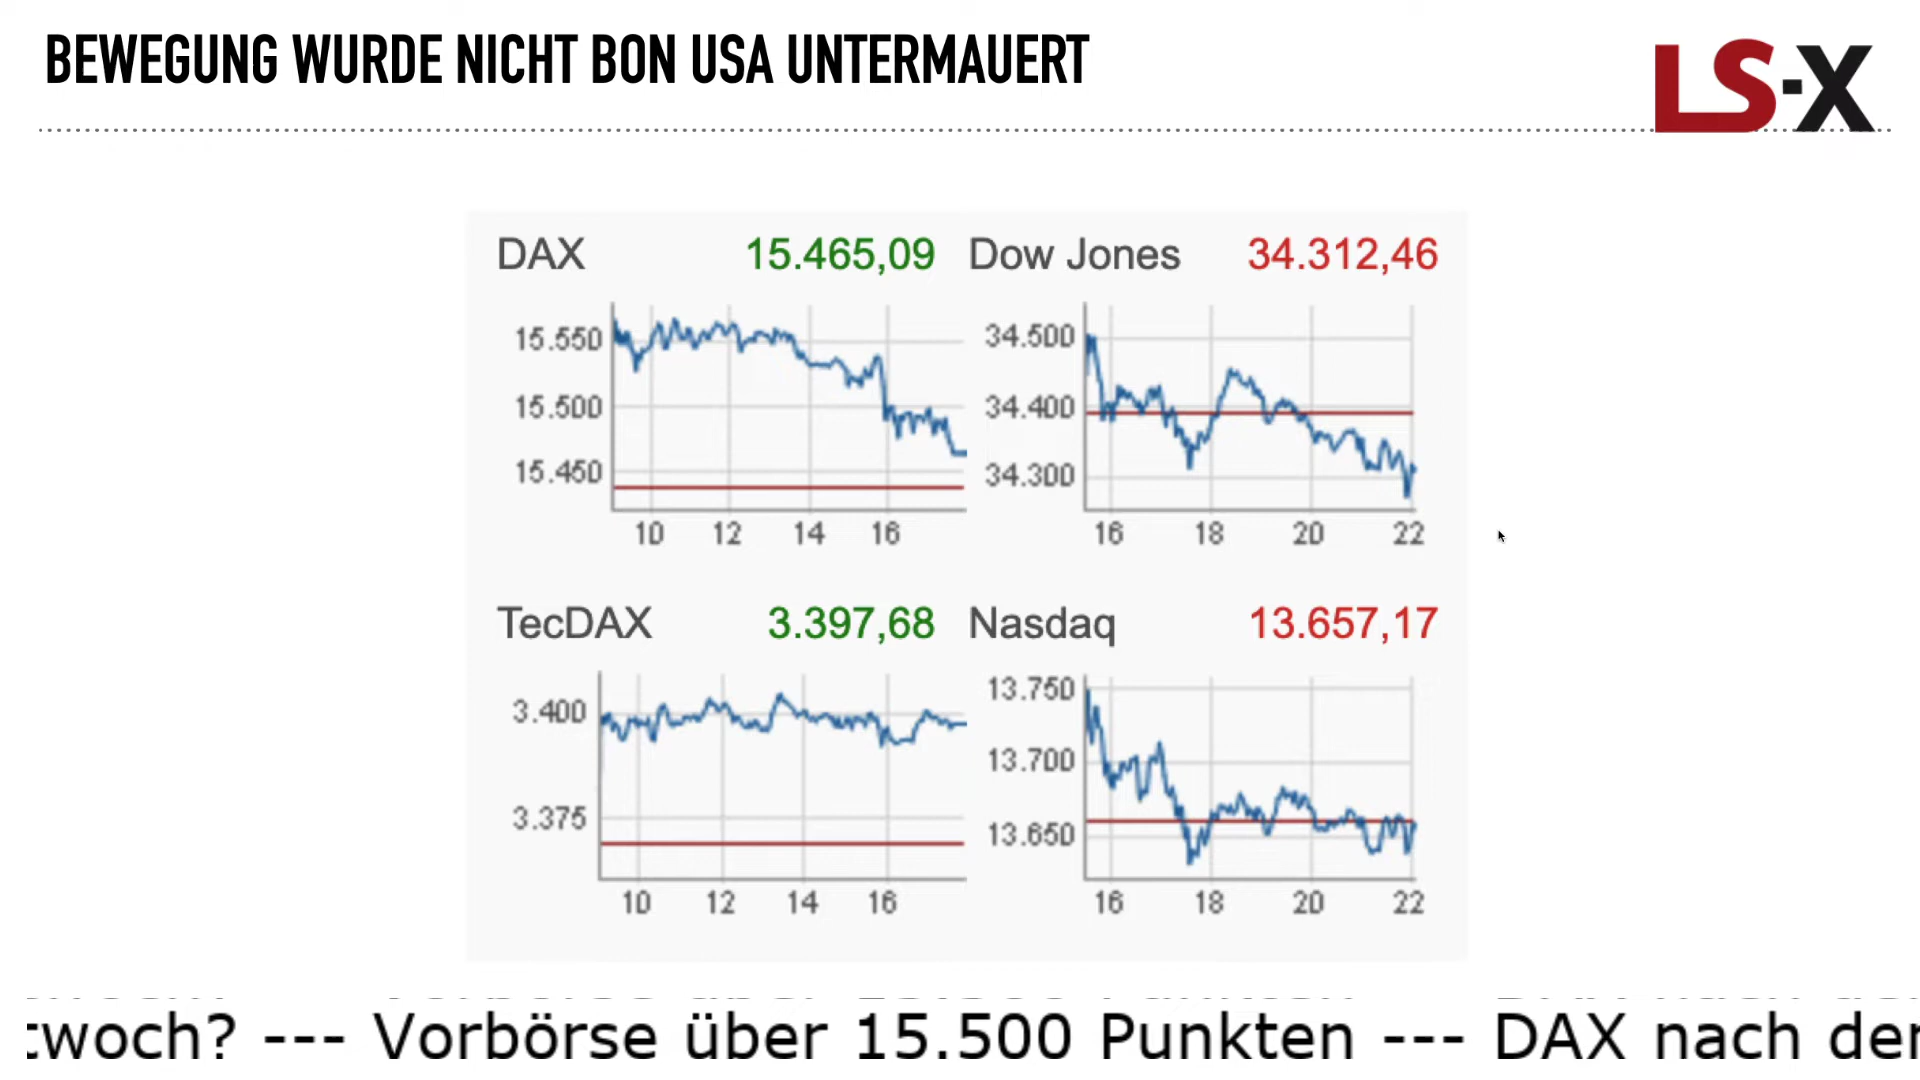 BEWEGUNG WURDE NICHT BON USA UNTERMAUERT
LS-X
DAX 15.465,09
15.550
15.500
15.450
10 12 14 16
Dow Jones 34.312,46
34.500
34.400
34.300
16 18 20 22
TecDAX 3.397,68
3.400
3.375
10 12 14 16
Nasdaq 13.657,17
13.750
13.700
13.650
16 18 20 22
twoch? --- Vorbörse über 15.500 Punkten --- DAX nach der